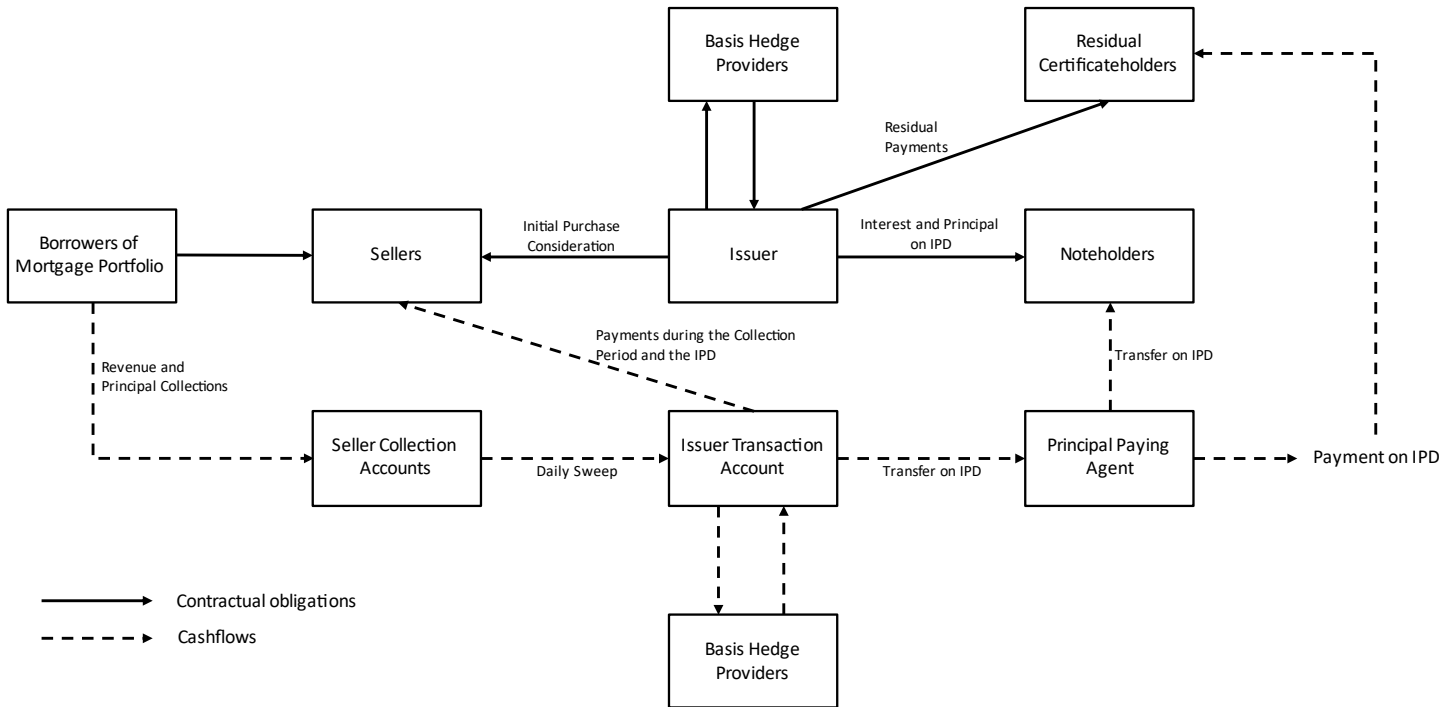 Basis Hedge
Providers
Residual
Certificateholders
Residual
Payments
Borrowers of
Mortgage Portfolio
Sellers
Initial Purchase
Consideration
Issuer
Interest and Principal
on IPD
Noteholders
Revenue and
Principal Collections
Payments during the Collection
Period and the IPD
Transfer on IPD
Seller Collection
Accounts
Daily Sweep
Issuer Transaction
Account
Transfer on IPD
Principal Paying
Agent
Payment on IPD
Contractual obligations
Cashflows
Basis Hedge
Providers